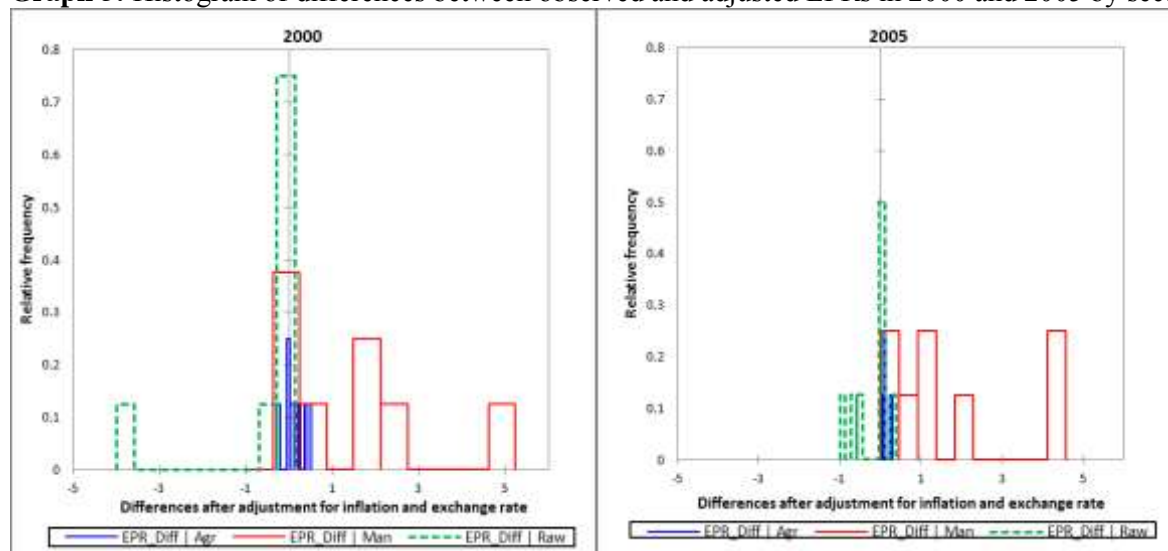 Histogram of differences between observed and adjusted EPRs in 2000 and 2005 by
2000
0.8
0.7
0.6
0.5
0.4
0.3
0.2
0.1
0
Relative frequency
-5 -3 -1 1 3 5
Differences after adjustment for inflation and exchange rate
EPR_Diff | Agr EPR_Diff | Man EPR_Diff | Raw
2005
0.8
0.7
0.6
0.5
0.4
0.3
0.2
0.1
0
Relative frequency
-5 -3 -1 1 3 5
Differences after adjustment for inflation and exchange rate
EPR_Diff | Agr EPR_Diff | Man EPR_Diff | Raw